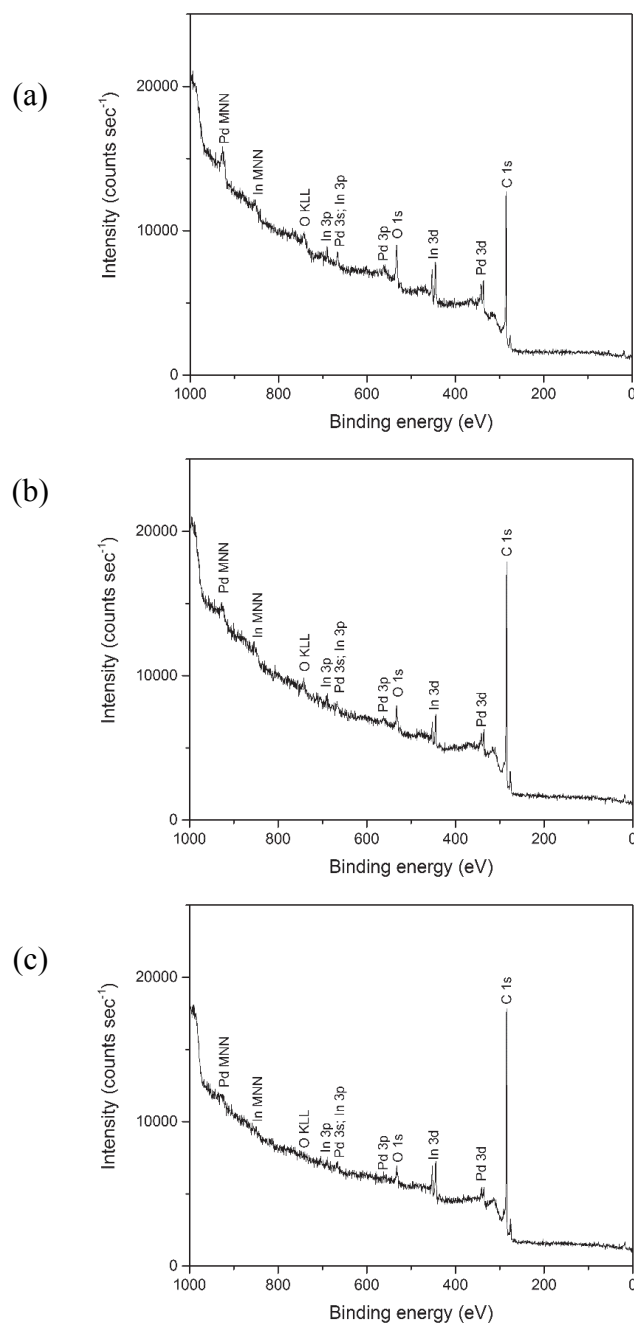 (a)
Intensity (counts sec⁻¹)
20000
10000
0
Pd MNN
In MNN
O KLL
In 3p
Pd 3s; In 3p
Pd 3p
O 1s
In 3d
Pd 3d
C 1s
1000 800 600 400 200 0
Binding energy (eV)
(b)
Intensity (counts sec⁻¹)
20000
10000
0
Pd MNN
In MNN
O KLL
In 3p
Pd 3s; In 3p
Pd 3p
O 1s
In 3d
Pd 3d
C 1s
1000 800 600 400 200 0
Binding energy (eV)
(c)
Intensity (counts sec⁻¹)
20000
10000
0
Pd MNN
In MNN
O KLL
In 3p
Pd 3s; In 3p
Pd 3p
O 1s
In 3d
Pd 3d
C 1s
1000 800 600 400 200 0
Binding energy (eV)